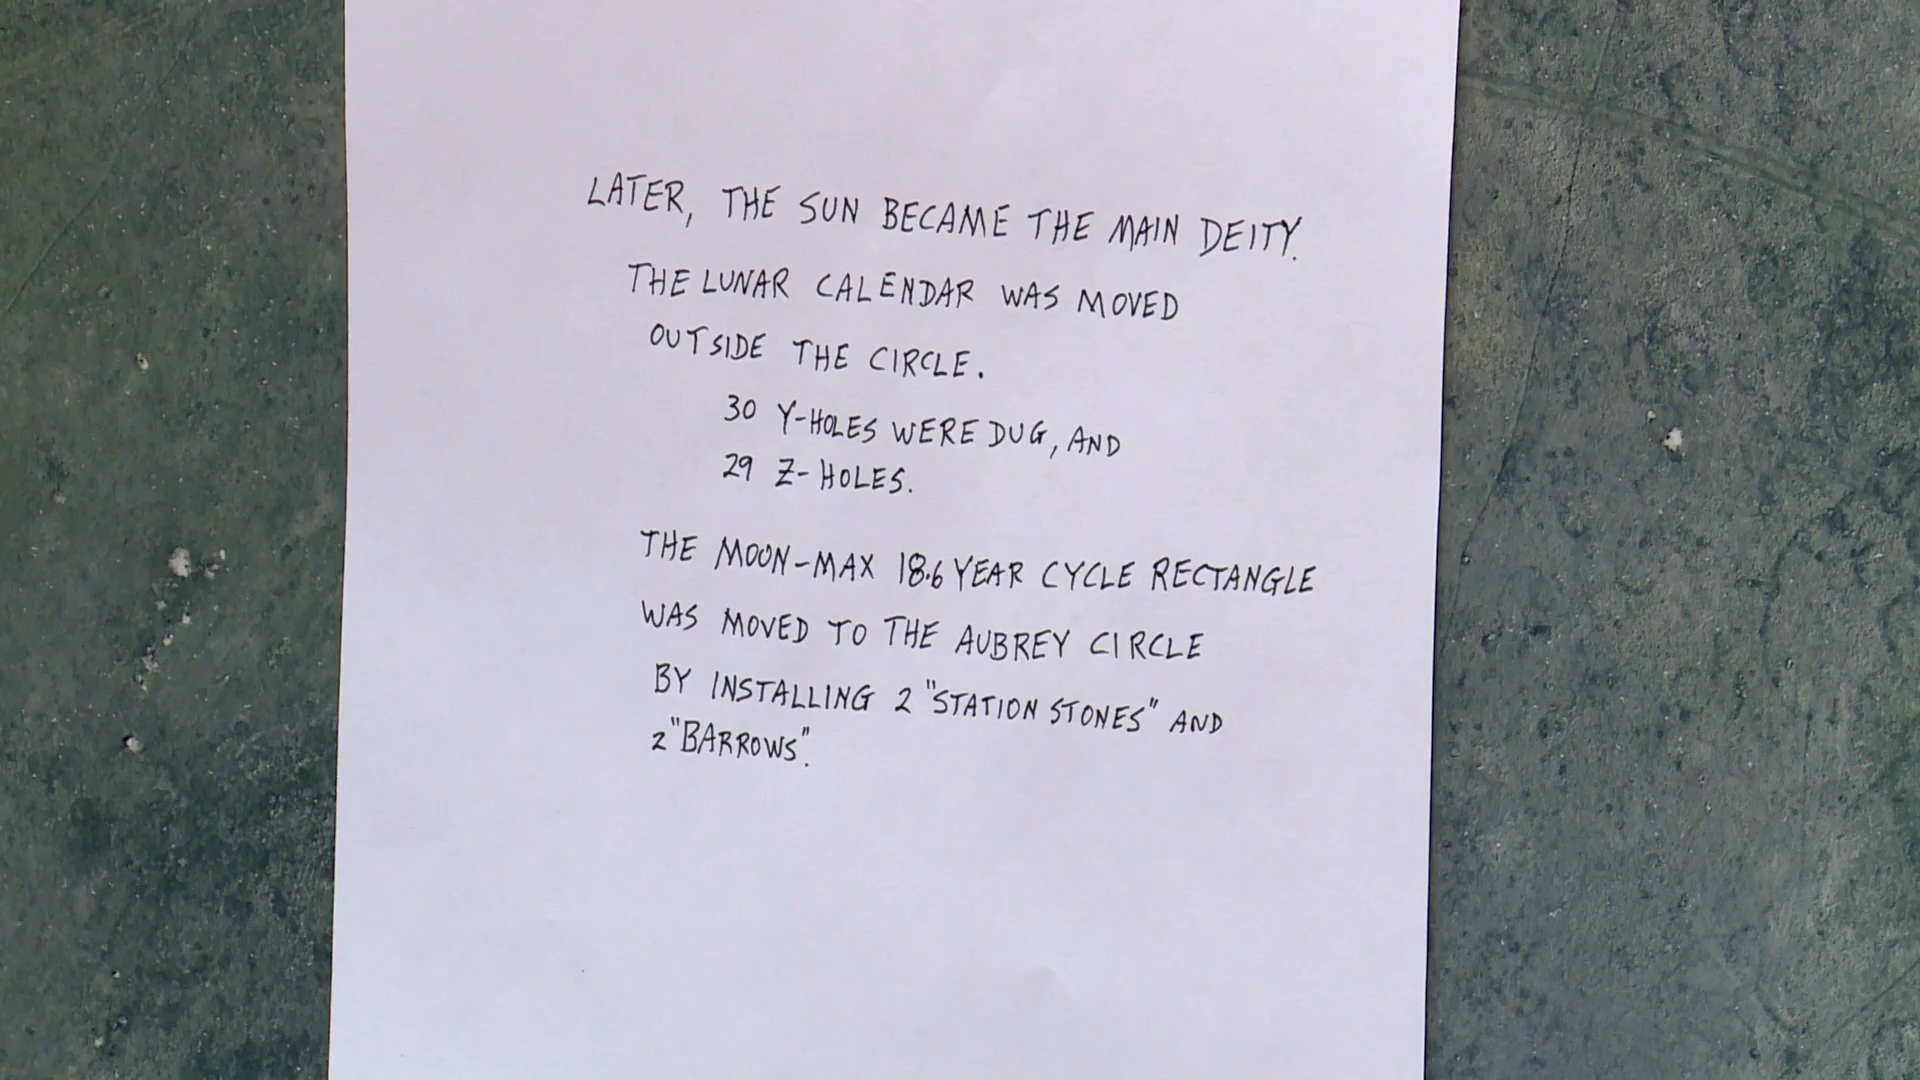 LATER, THE SUN BECAME THE MAIN DEITY.
THE LUNAR CALENDAR WAS MOVED
OUTSIDE THE CIRCLE.
30 Y-HOLES WERE DUG, AND
29 Z-HOLES.
THE MOON-MAX 18.6 YEAR CYCLE RECTANGLE
WAS MOVED TO THE AUBREY CIRCLE
BY INSTALLING 2 "STATION STONES" AND
2 "BARROWS".